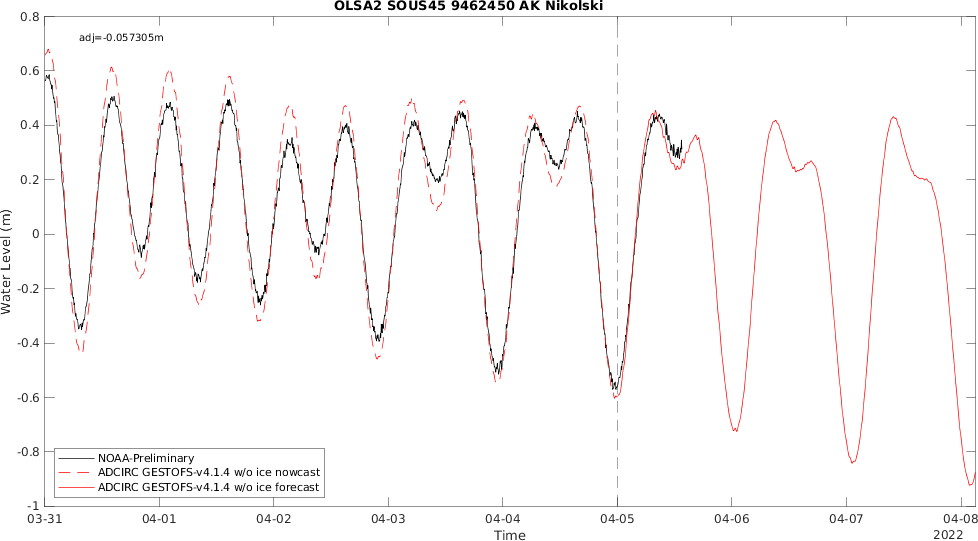 OLSA2 SOUS45 9462450 AK Nikolski
adj=-0.057305m
0.8
0.6
0.4
0.2
0
-0.2
-0.4
-0.6
-0.8
-1
Water Level (m)
NOAA-Preliminary
ADCIRC GESTOFS-v4.1.4 w/o ice nowcast
ADCIRC GESTOFS-v4.1.4 w/o ice forecast
03-31 04-01 04-02 04-03 04-04 04-05 04-06 04-07 04-08
Time
2022